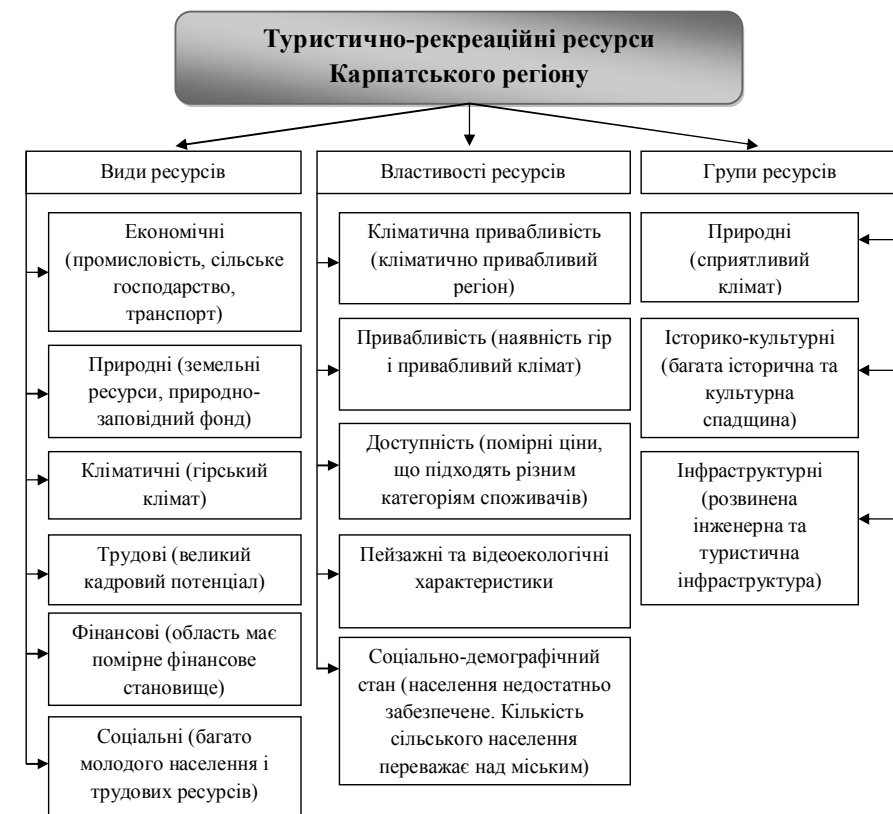 Туристично-рекреаційні ресурси
Карпатського регіону
Види ресурсів
Економічні
(промисловість, сільське
господарство,
транспорт)
Природні (земельні
ресурси, природно-
заповідний фонд)
Кліматичні (гірський
клімат)
Трудові (великий
кадровий потенціал)
Фінансові (область має
помірне фінансове
становище)
Соціальні (багато
молодого населення і
трудових ресурсів)
Властивості ресурсів
Кліматична привабливість
(кліматично привабливий
регіон)
Привабливість (наявність гір
і привабливий клімат)
Доступність (помірні ціни,
що підходять різним
категоріям споживачів)
Пейзажні та відеоекологічні
характеристики
Соціально-демографічний
стан (населення недостатньо
забезпечене. Кількість
сільського населення
переважає над міським)
Групи ресурсів
Природні
(сприятливий
клімат)
Історико-культурні
(багата історична та
культурна
спадщина)
Інфраструктурні
(розвинена
інженерна та
туристична
інфраструктура)